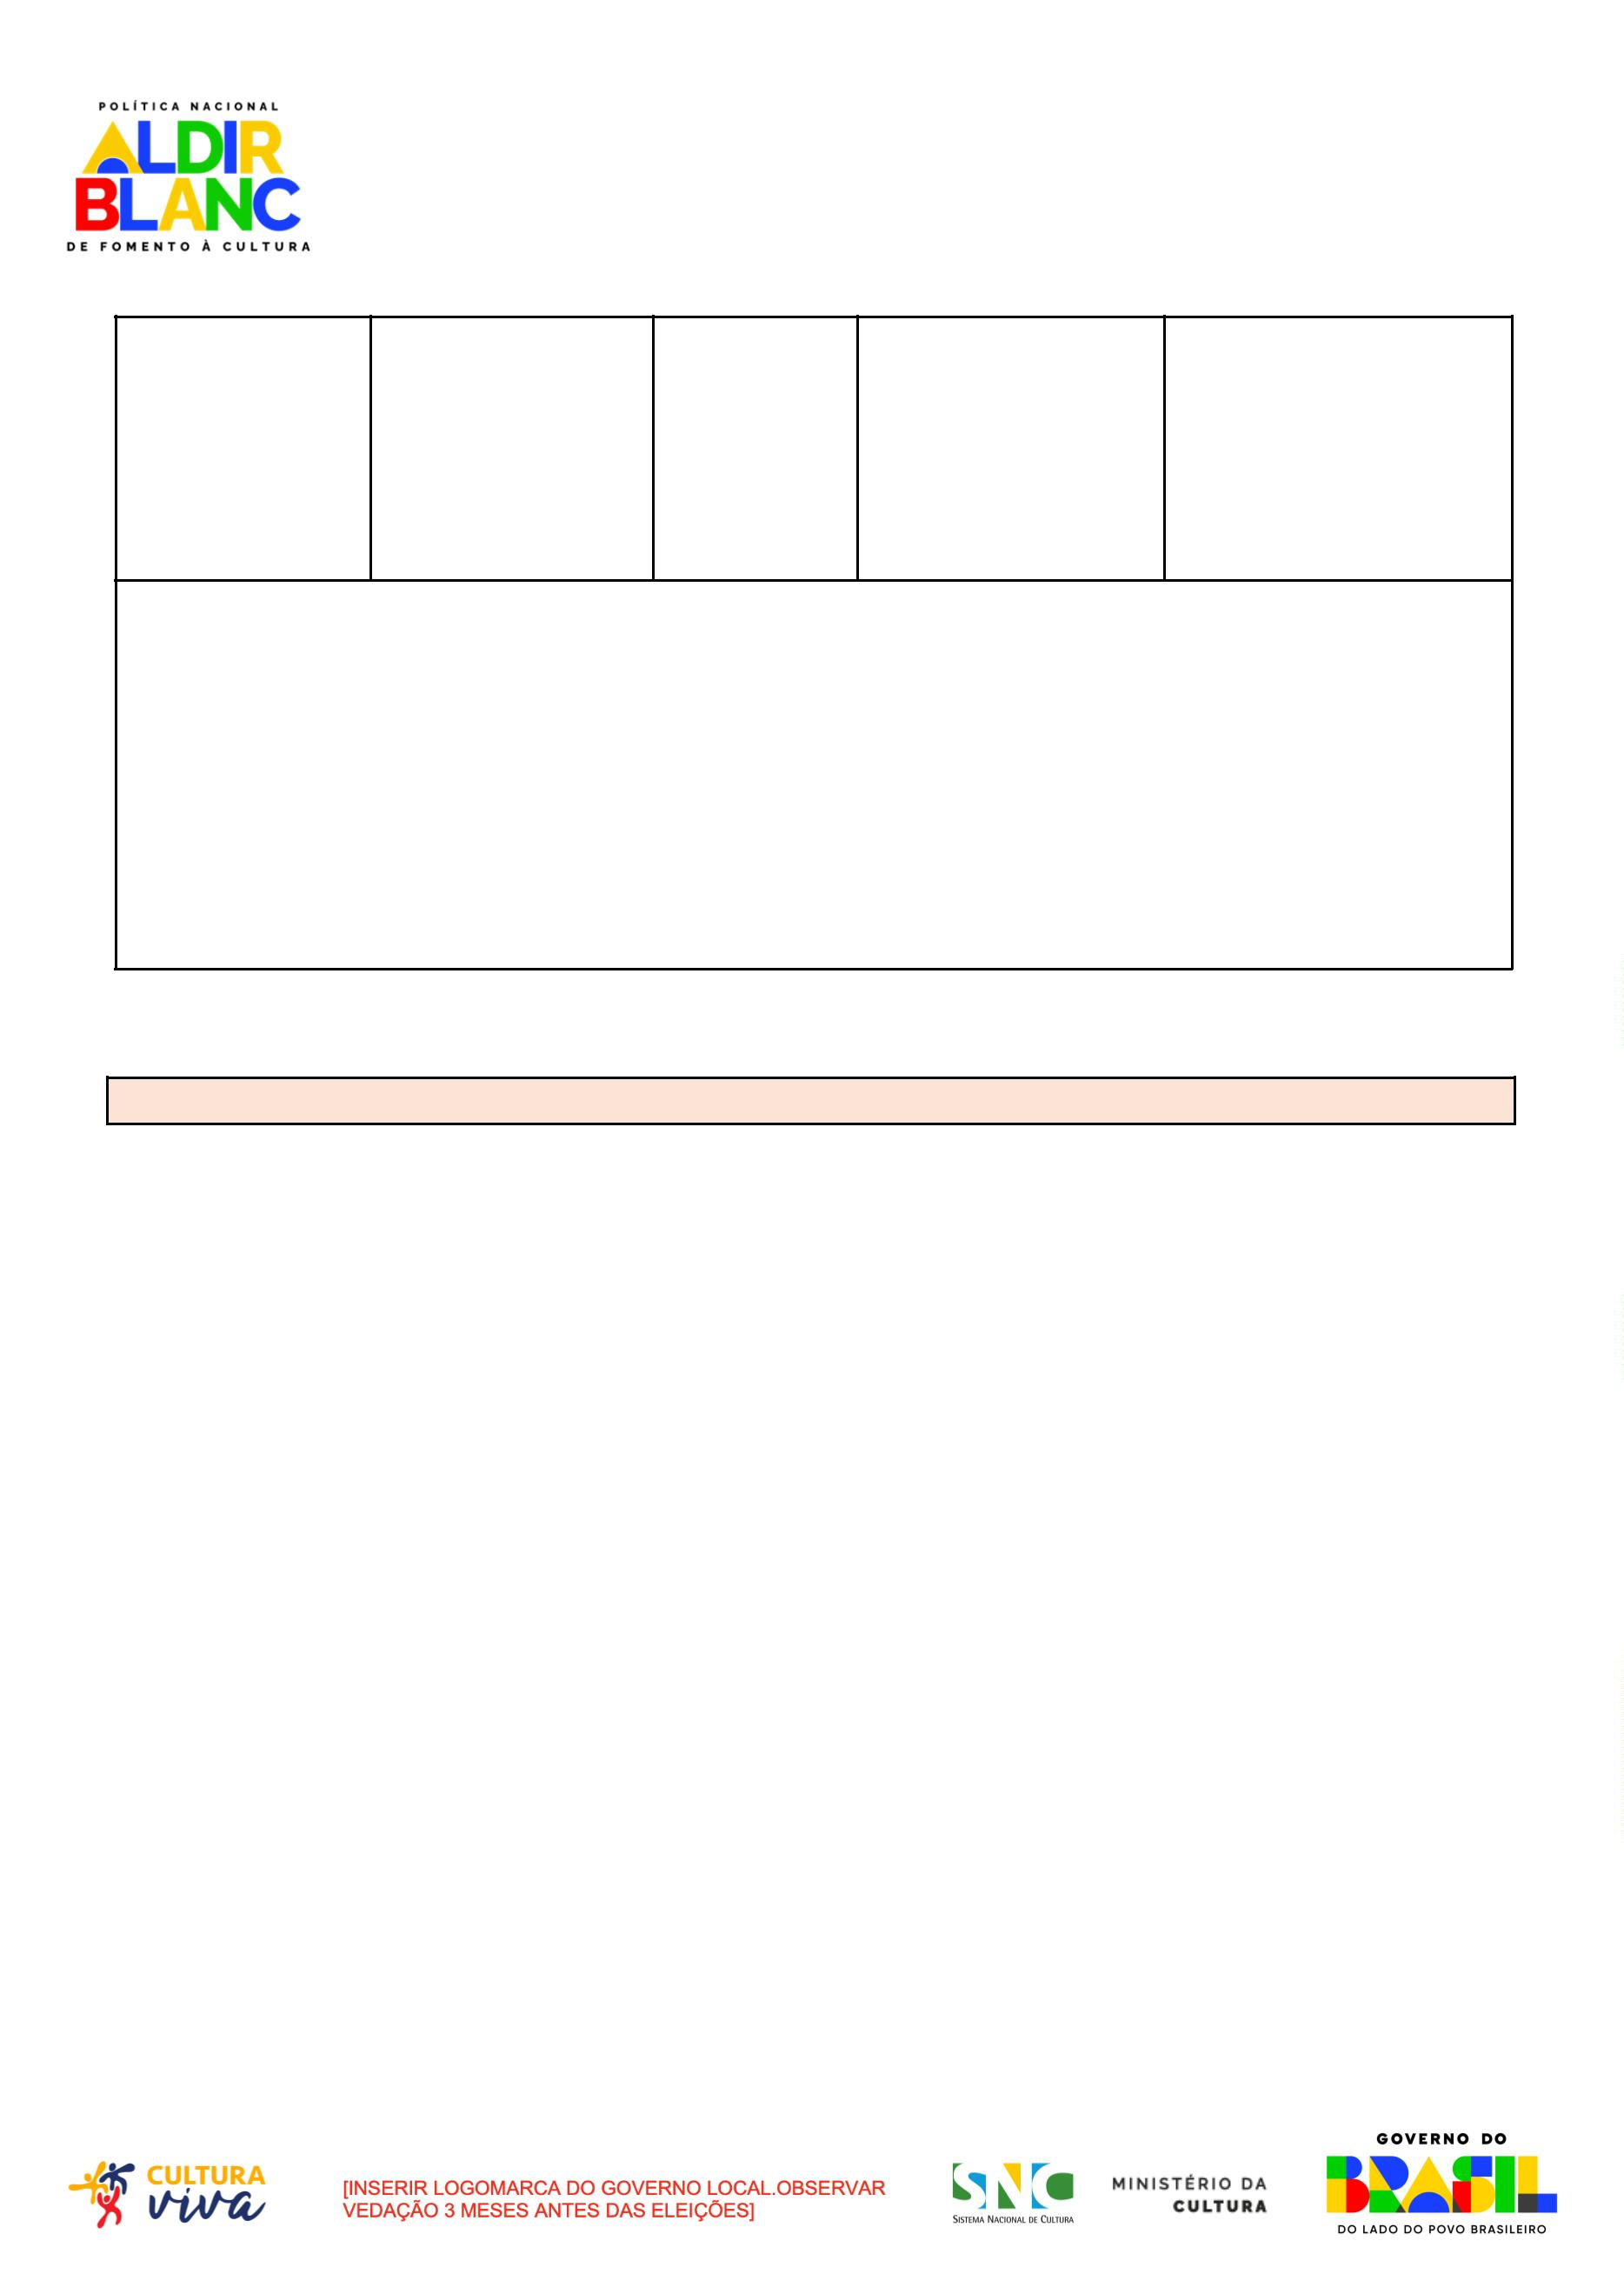 POLÍTICA NACIONAL
ALDIR
BLANC
DE FOMENTO À CULTURA
CULTURA
viva
[INSERIR LOGOMARCA DO GOVERNO LOCAL.OBSERVAR
VEDAÇÃO 3 MESES ANTES DAS ELEIÇÕES]
SNC
SISTEMA NACIONAL DE CULTURA
MINISTÉRIO DA
CULTURA
GOVERNO DO
BRASIL
DO LADO DO POVO BRASILEIRO